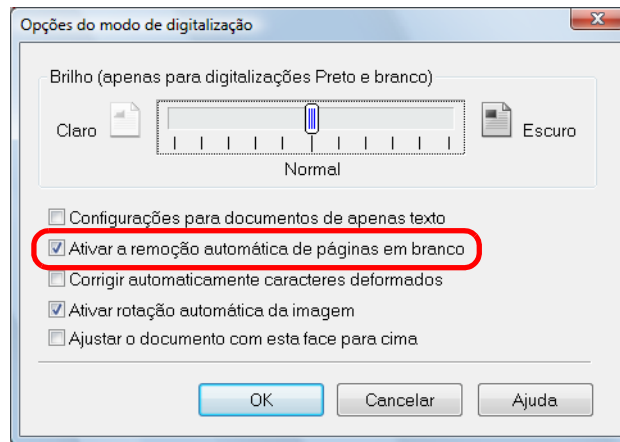 Opções do modo de digitalização
Brilho (apenas para digitalizações Preto e branco)
Claro
Escuro
Normal
Configurações para documentos de apenas texto
Ativar a remoção automática de páginas em branco
Corrigir automaticamente caracteres deformados
Ativar rotação automática da imagem
Ajustar o documento com esta face para cima
OK Cancelar Ajuda